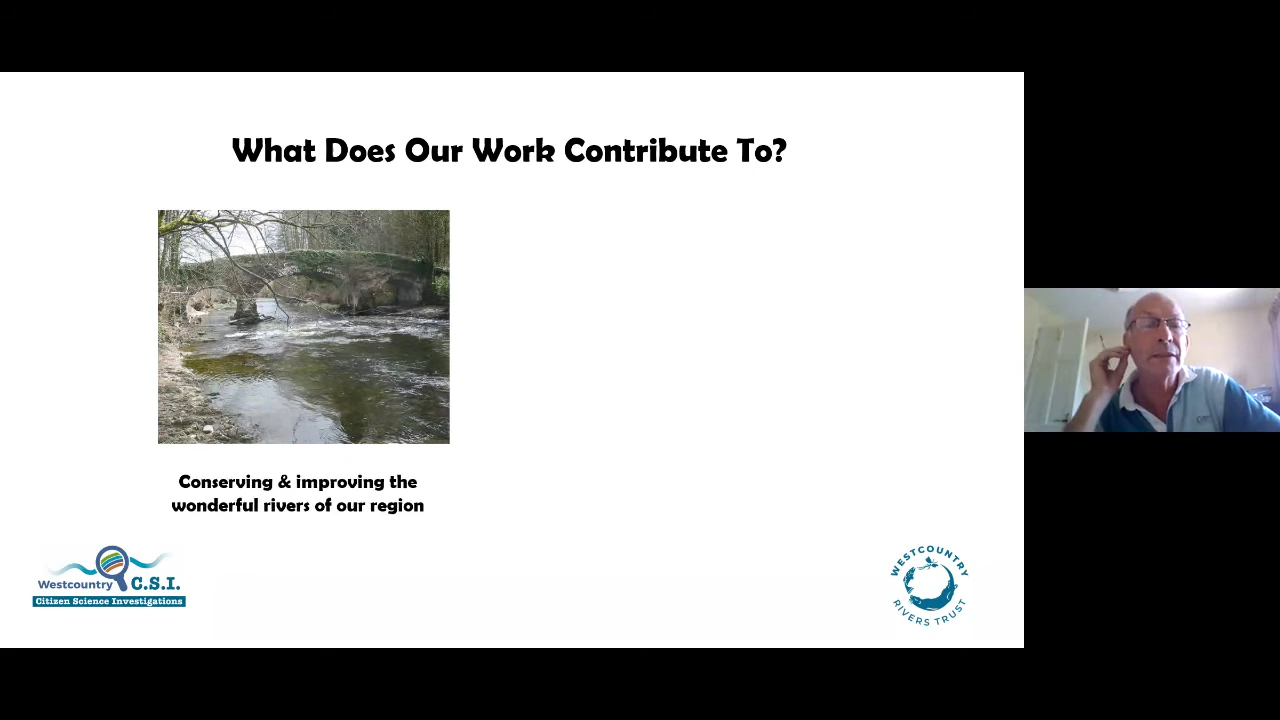 What Does Our Work Contribute To?
Conserving & improving the
wonderful rivers of our region
Westcountry C.S.I.
Citizen Science Investigations
WESTCOUNTRY
RIVERS TRUST